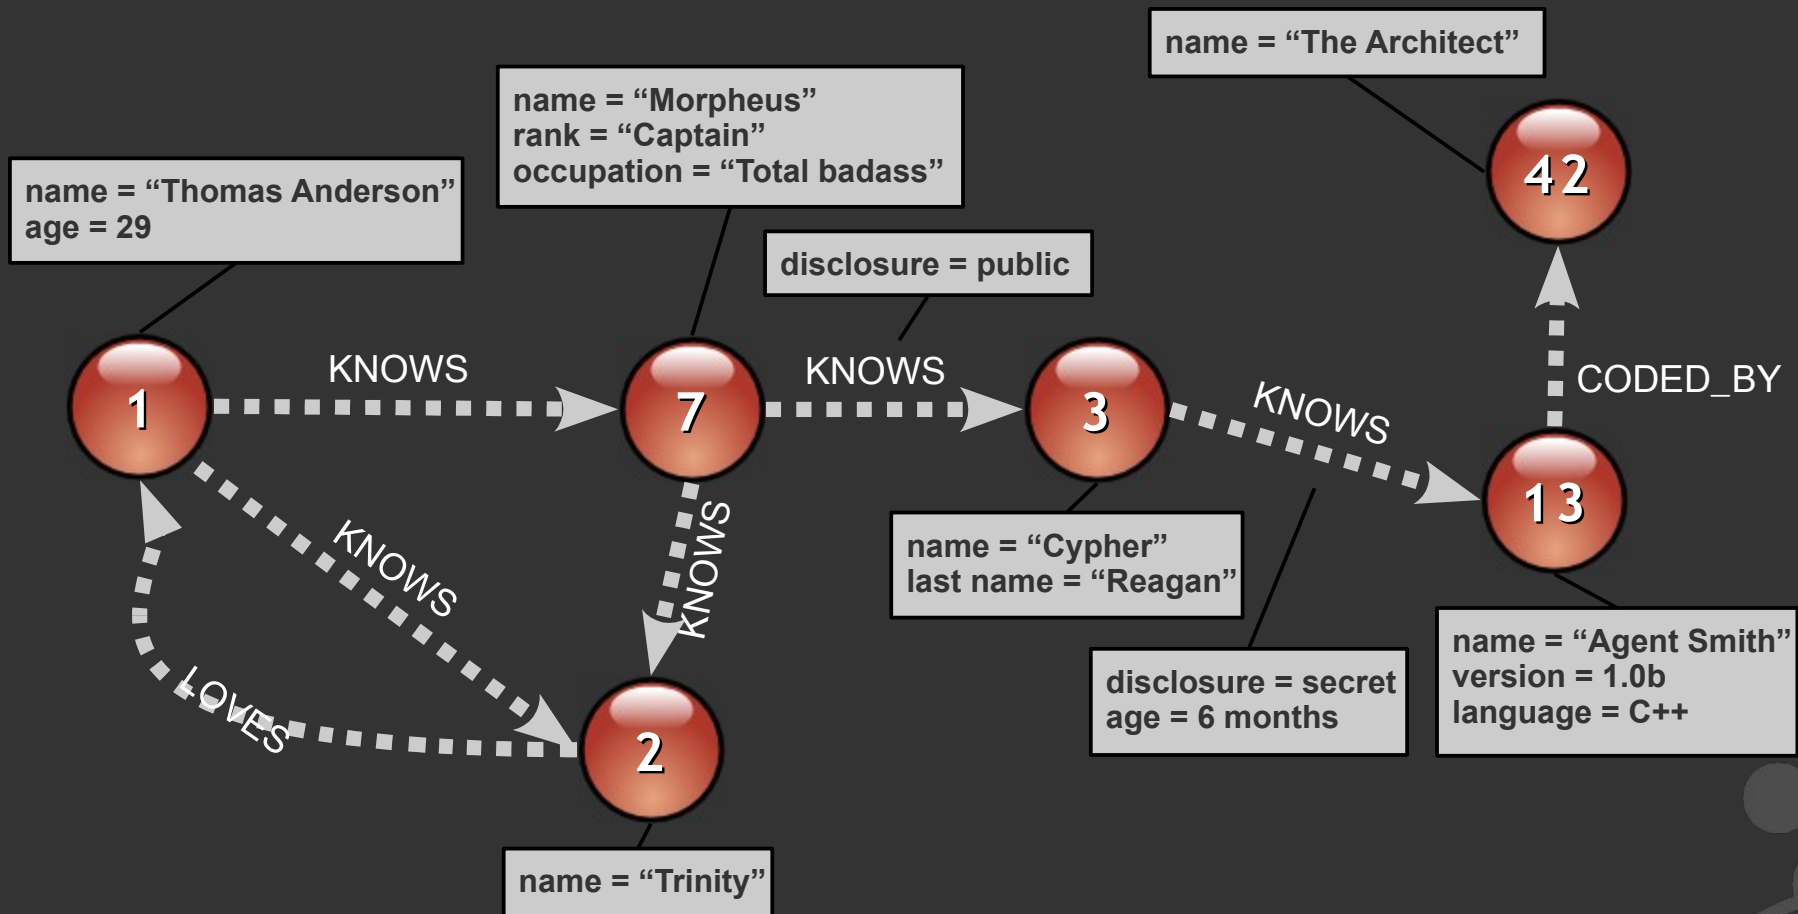 name = “The Architect”
name = “Morpheus”
rank = “Captain”
occupation = “Total badass”
name = “Thomas Anderson”
age = 29
disclosure = public
42
KNOWS
KNOWS
KNOWS
CODED_BY
1
7
3
13
KNOWS
KNOWS
name = “Cypher”
last name = “Reagan”
LOVES
2
disclosure = secret
age = 6 months
name = “Agent Smith”
version = 1.0b
language = C++
name = “Trinity”